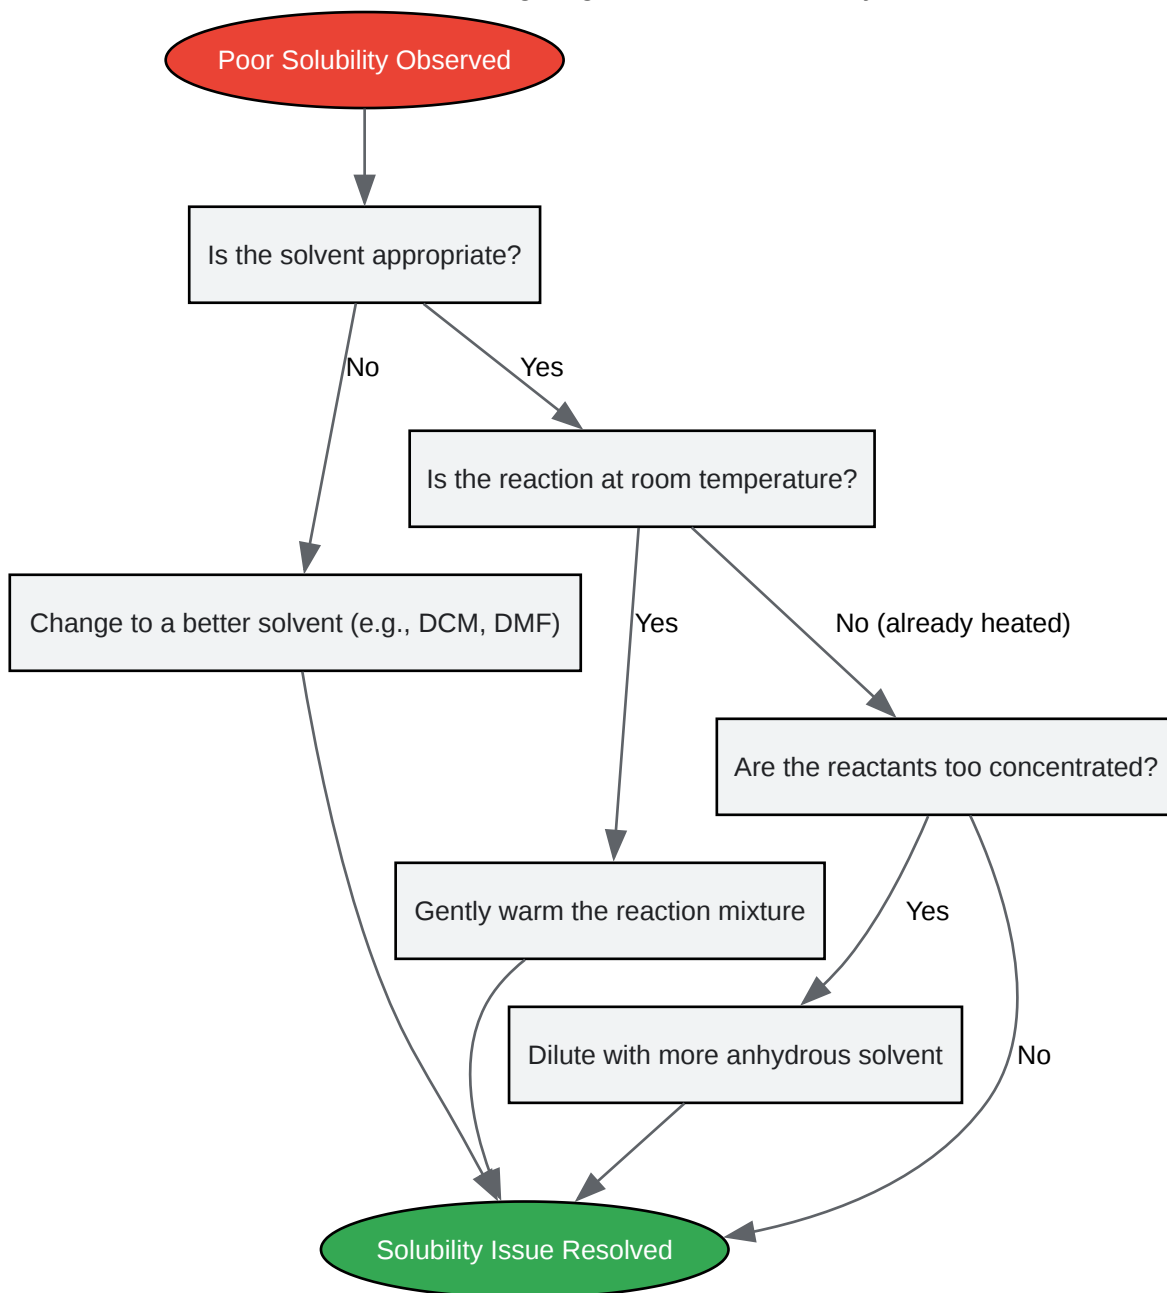 Poor Solubility Observed
Is the solvent appropriate?
No
Yes
Is the reaction at room temperature?
Change to a better solvent (e.g., DCM, DMF)
Yes
No (already heated)
Are the reactants too concentrated?
Gently warm the reaction mixture
Yes
Dilute with more anhydrous solvent
No
Solubility Issue Resolved